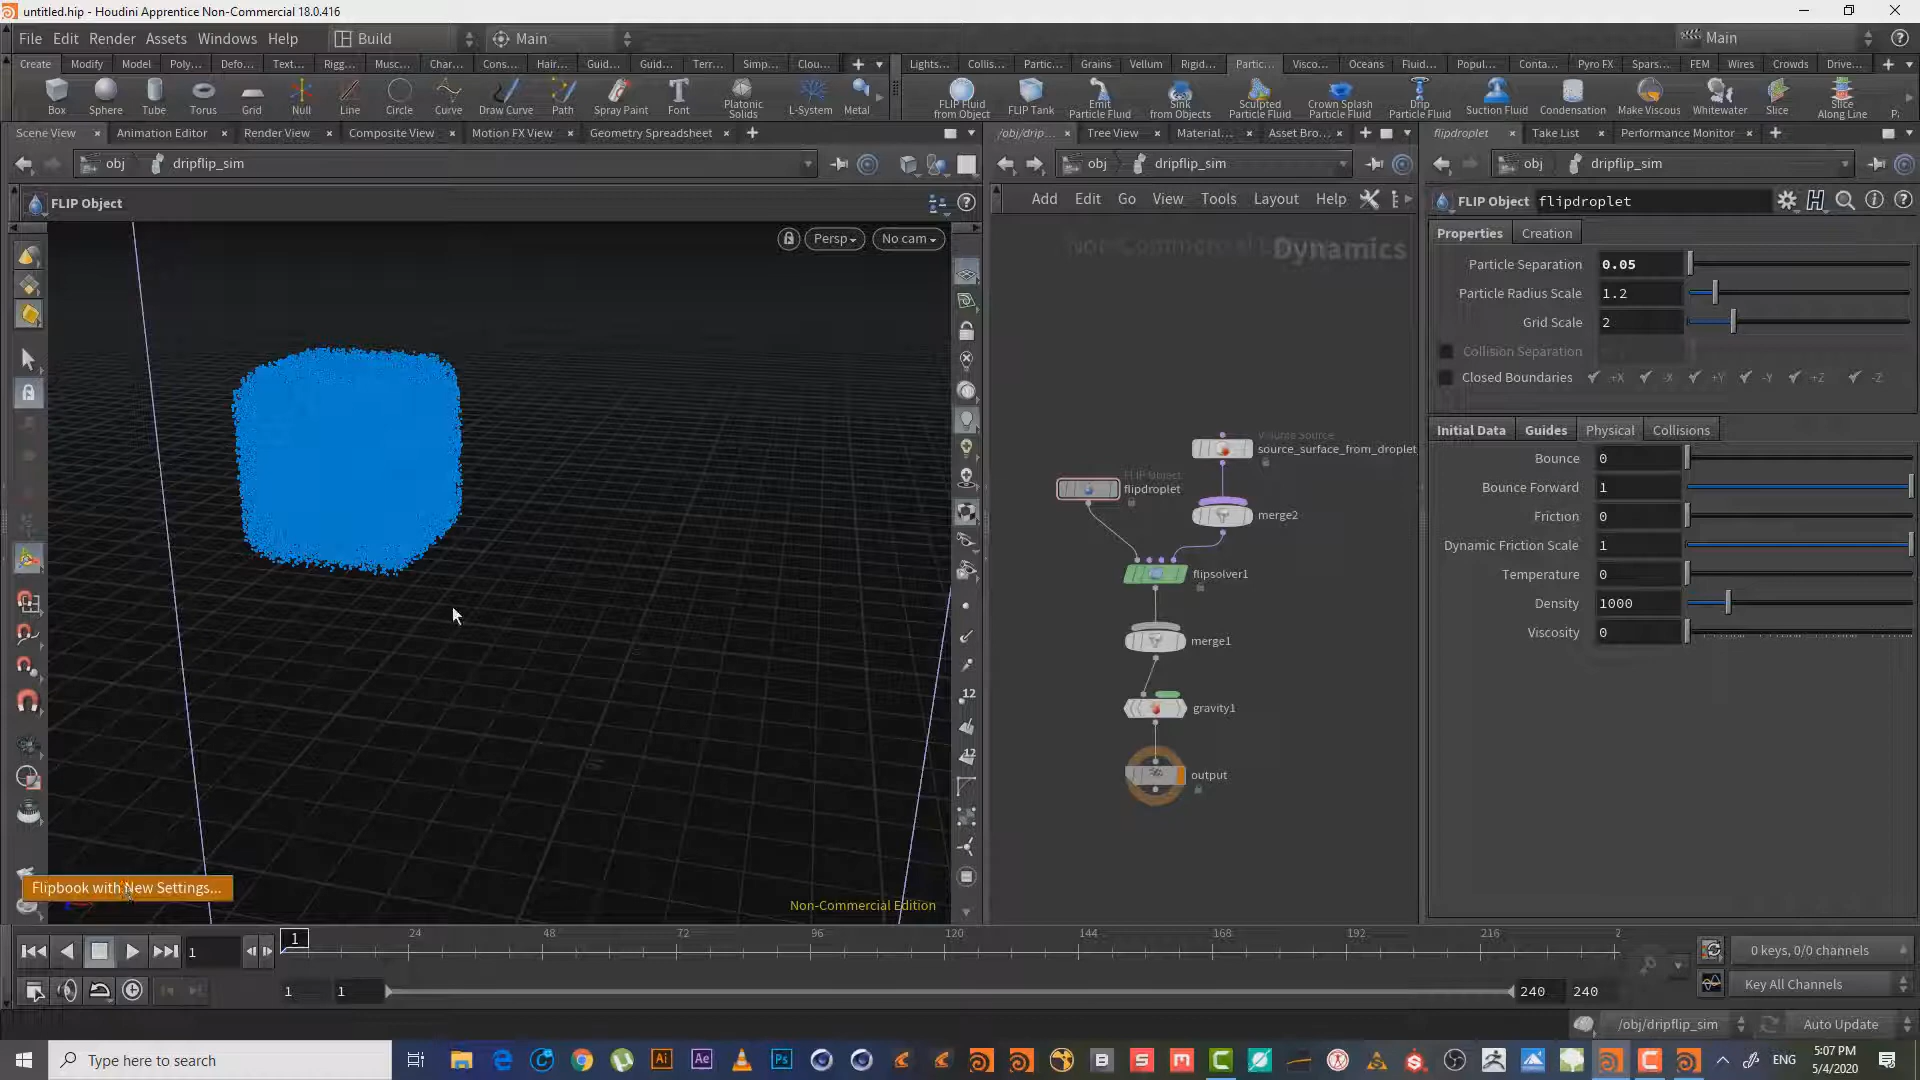 untitled.hip - Houdini Apprentice Non-Commercial 18.0.416
File Edit Render Assets Windows Help Build Main Main
Create Modify Model Poly... Defo... Text... Rigg... Musc... Char... Cons... Hair... Guid... Guid... Terr... Simp... Clou...
Lights... Collis... Partic... Grains Vellum Rigid... Partic... Visco... Oceans Fluid... Popul... Conta... Pyro FX Spars... FEM Wires Crowds Drive...
Box Sphere Tube Torus Grid Null Line Circle Curve Draw Curve Path Spray Paint Font Platonic Solids L-System Metal
FLIP Fluid from Object FLIP Tank Emit Particle Fluid Sink from Objects Sculpted Particle Fluid Crown Splash Particle Fluid Drip Particle Fluid Suction Fluid Condensation Make Viscous Whitewater Slice Slice Along Line
Scene View Animation Editor Render View Composite View Motion FX View Geometry Spreadsheet
/obj/drip... Tree View Material... Asset Bro...
flipdroplet Take List Performance Monitor
obj dripflip_sim
obj dripflip_sim
obj dripflip_sim
FLIP Object
Persp No cam
Add Edit Go View Tools Layout Help
Dynamics
Volume Source
source_surface_from_droplet
FLIP Object
flipdroplet
merge2
flipsolver1
merge1
gravity1
output
FLIP Object flipdroplet
Properties Creation
Particle Separation 0.05
Particle Radius Scale 1.2
Grid Scale 2
Collision Separation
Closed Boundaries +X -X +Y -Y +Z -Z
Initial Data Guides Physical Collisions
Bounce 0
Bounce Forward 1
Friction 0
Dynamic Friction Scale 1
Temperature 0
Density 1000
Viscosity 0
12
12
Flipbook with New Settings...
Non-Commercial Edition
1 1 24 48 72 96 120 144 168 192 216 2
0 keys, 0/0 channels
1 1 240 240
Key All Channels
/obj/dripflip_sim Auto Update
Type here to search
ENG
5:07 PM
5/4/2020